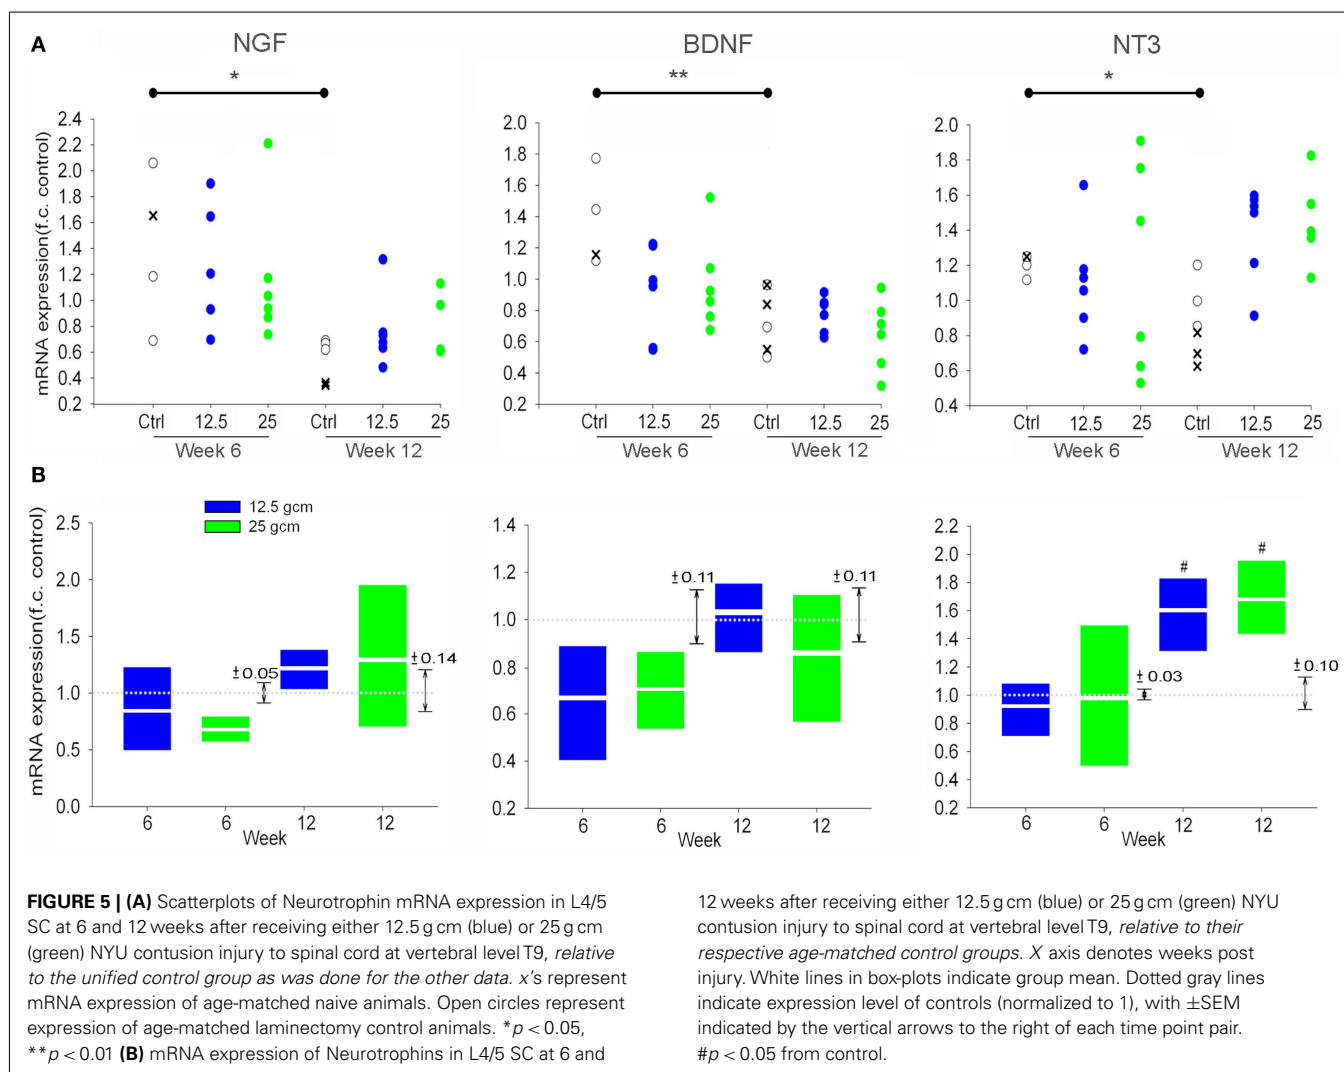 A
NGF
BDNF
NT3
*
**
*
mRNA expression(f.c. control)
2.4
2.2
2.0
1.8
1.6
1.4
1.2
1.0
0.8
0.6
0.4
0.2
Ctrl 12.5 25 Ctrl 12.5 25
Week 6 Week 12
2.0
1.8
1.6
1.4
1.2
1.0
0.8
0.6
0.4
0.2
Ctrl 12.5 25 Ctrl 12.5 25
Week 6 Week 12
2.0
1.8
1.6
1.4
1.2
1.0
0.8
0.6
0.4
Ctrl 12.5 25 Ctrl 12.5 25
Week 6 Week 12
B
12.5 gcm
25 gcm
mRNA expression(f.c. control)
2.5
2.0
1.5
1.0
0.5
0.0
±0.05
±0.14
6 6 12 12
Week
1.4
1.2
1.0
0.8
0.6
0.4
0.2
±0.11
±0.11
6 6 12 12
Week
2.2
2.0
1.8
1.6
1.4
1.2
1.0
0.8
0.6
0.4
0.2
# #
±0.03
±0.10
6 6 12 12
Week
FIGURE 5 | (A) Scatterplots of Neurotrophin mRNA expression in L4/5
SC at 6 and 12 weeks after receiving either 12.5 g cm (blue) or 25 g cm
(green) NYU contusion injury to spinal cord at vertebral level T9, relative
to the unified control group as was done for the other data. x's represent
mRNA expression of age-matched naive animals. Open circles represent
expression of age-matched laminectomy control animals. *p < 0.05,
**p < 0.01 (B) mRNA expression of Neurotrophins in L4/5 SC at 6 and
12 weeks after receiving either 12.5 g cm (blue) or 25 g cm (green) NYU
contusion injury to spinal cord at vertebral level T9, relative to their
respective age-matched control groups. X axis denotes weeks post
injury. White lines in box-plots indicate group mean. Dotted gray lines
indicate expression level of controls (normalized to 1), with ±SEM
indicated by the vertical arrows to the right of each time point pair.
#p < 0.05 from control.